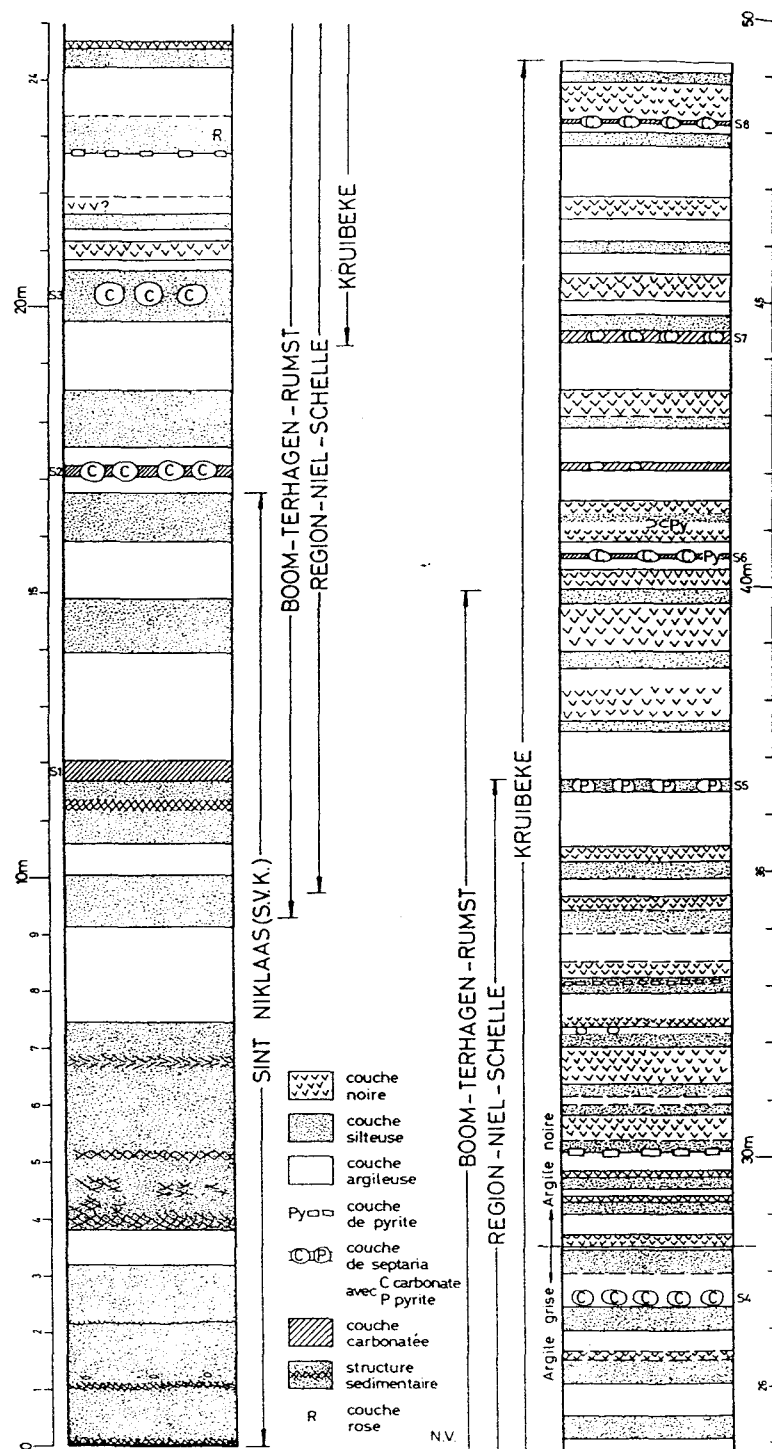 24
R
v v v ?
S3
C C C
20m
S2
C C C C
15
S1
10m
9
8
7
6
5
4
3
2
1
0
KRUIBEKE
BOOM-TERHAGEN-RUMST
REGION-NIEL-SCHELLE
SINT NIKLAAS (S.V.K.)
couche
noire
couche
silteuse
couche
argileuse
Py couche
de pyrite
C P couche
de septaria
avec C carbonate
P pyrite
couche
carbonatée
structure
sedimentaire
R couche
rose
N.V.
BOOM-TERHAGEN-RUMST
REGION-NIEL-SCHELLE
KRUIBEKE
50
C C C C
S8
45
C C C C
S7
Py
C C C Py
S6
40m
P P P P
S5
35
30m
Argile noire
Argile grise
C C C C C
S4
26